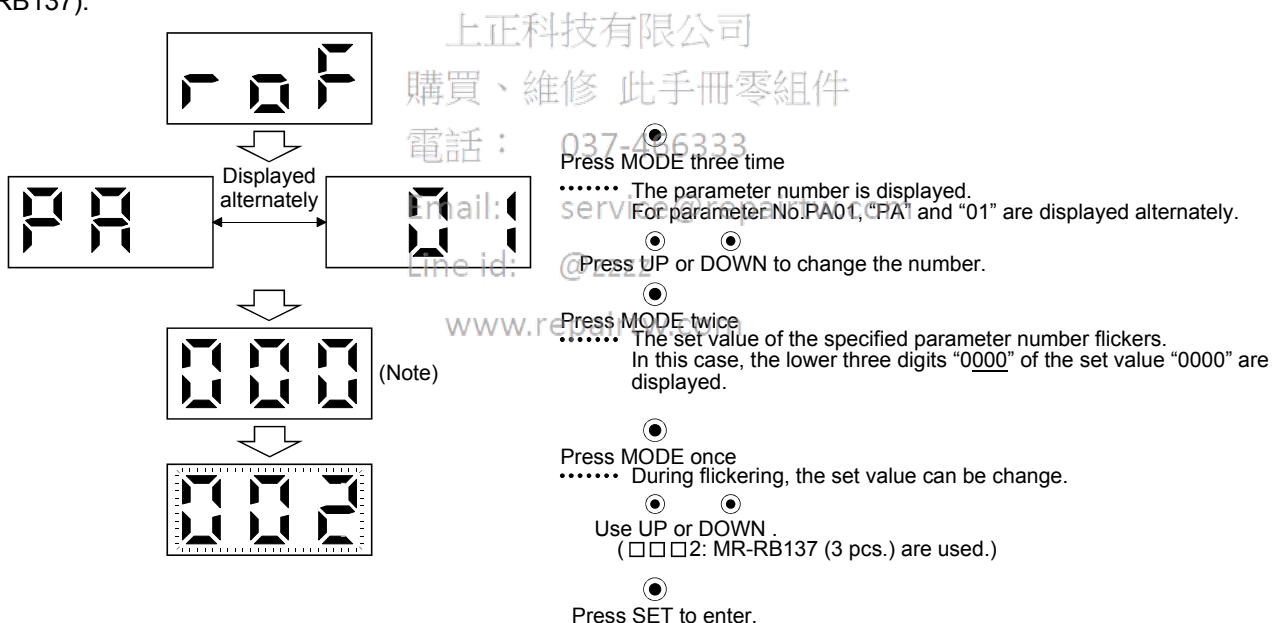 RB137).
上正科技有限公司
roF
購買、維修 此手冊零組件
電話： 037-466333
Press MODE three time
Displayed
alternately
PA
01
The parameter number is displayed.
Email: service@repairtw.com
For parameter No.PA01, “PA” and “01” are displayed alternately.
Line id: @zzzz
Press UP or DOWN to change the number.
www.repairtw.com
Press MODE twice
The set value of the specified parameter number flickers.
000
(Note)
In this case, the lower three digits “0000” of the set value “0000” are
displayed.
Press MODE once
During flickering, the set value can be change.
002
Use UP or DOWN .
( □□□2: MR-RB137 (3 pcs.) are used.)
Press SET to enter.